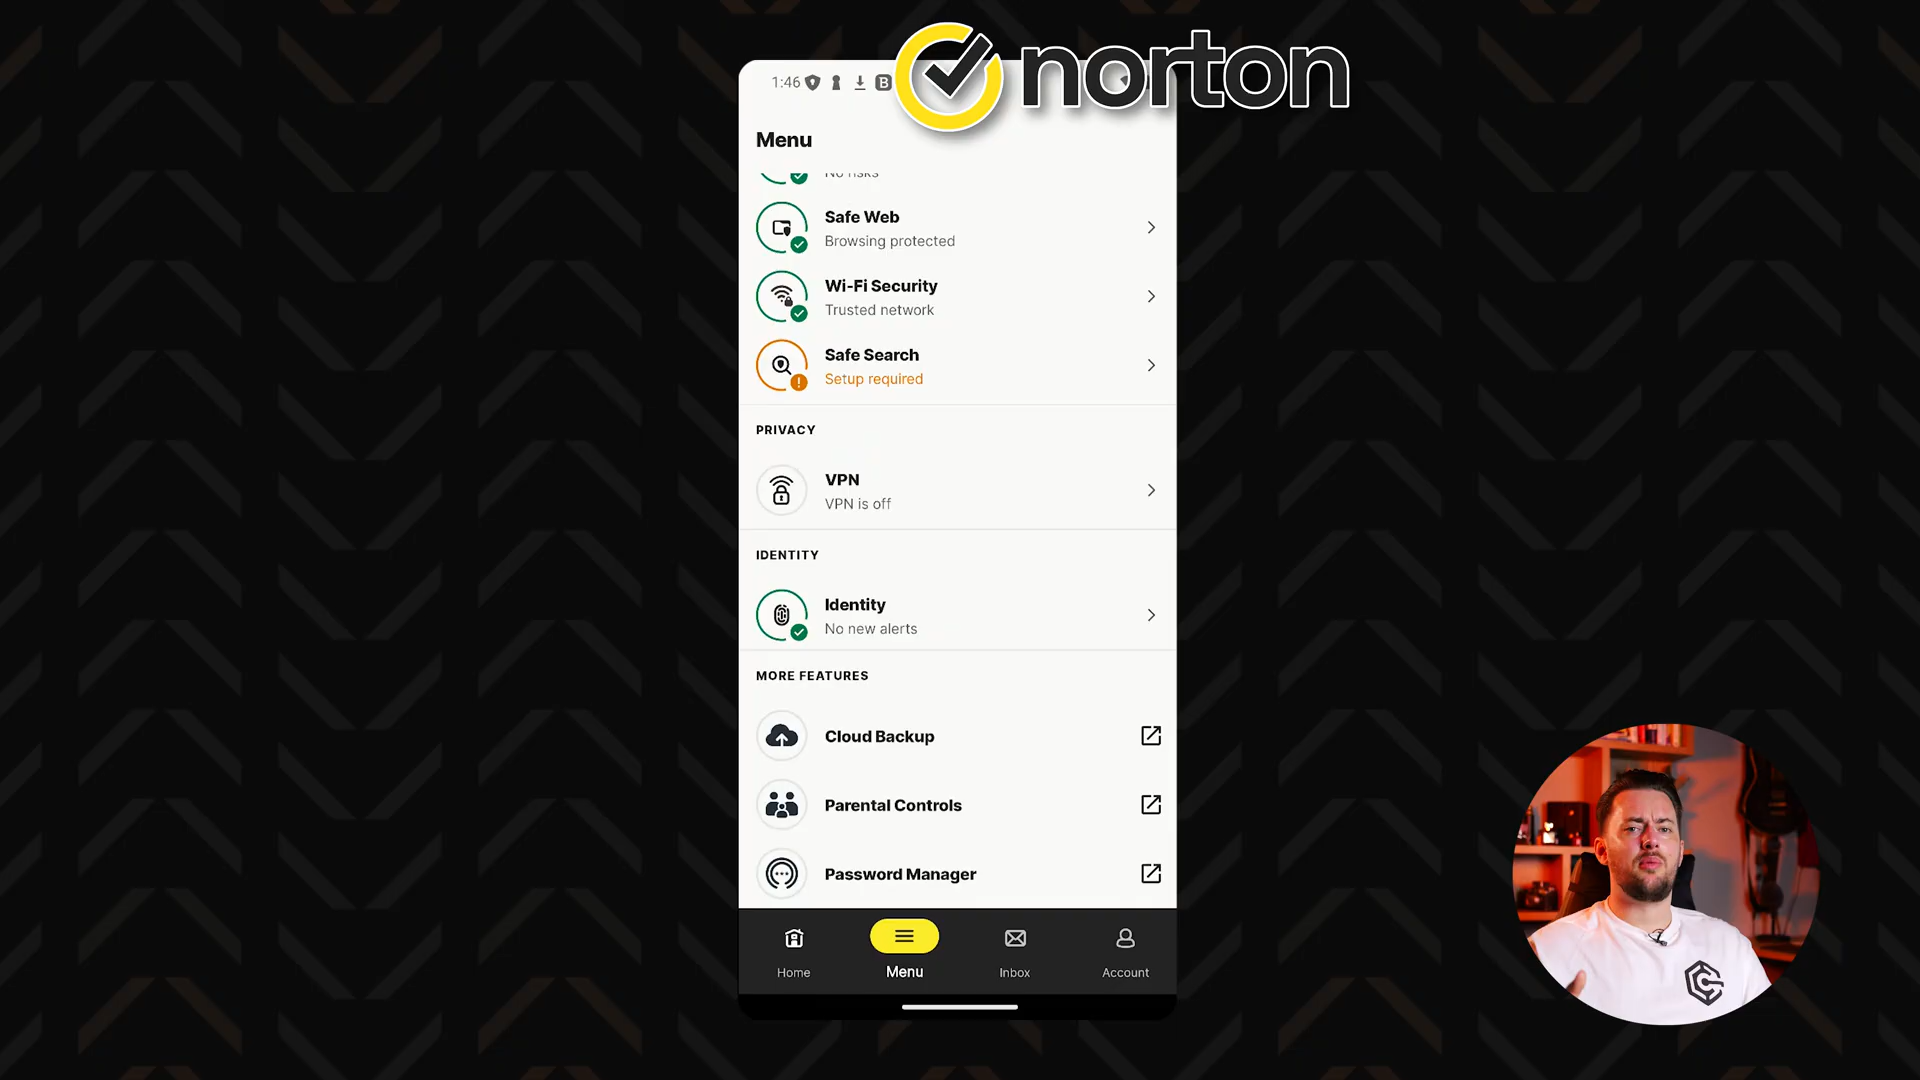 norton
1:46
Menu
No risks
Safe Web
Browsing protected
Wi-Fi Security
Trusted network
Safe Search
Setup required
PRIVACY
VPN
VPN is off
IDENTITY
Identity
No new alerts
MORE FEATURES
Cloud Backup
Parental Controls
Password Manager
Home
Menu
Inbox
Account